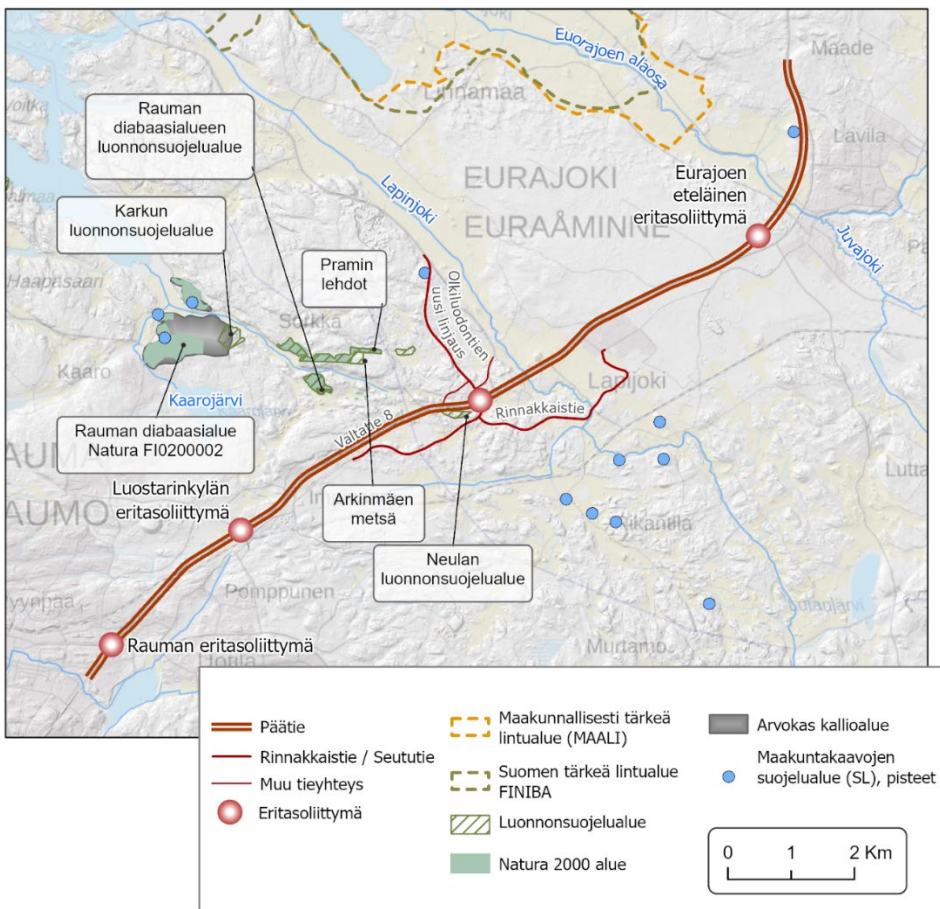 Maade
Linnamaa
Euorajoen alaosa
Lavila
Rauman
diabaasialueen
luonnonsuojelualue
EURAJOKI
EURAÅMINNE
Eurajoen
eteläinen
eritasoliittymä
Lapinjoki
Juvajoki
Karkun
luonnonsuojelualue
Pramin
lehdot
Haapasaari
Sorkka
Olkiluodontien
uusi linjaus
Kaaro
Kaarojärvi
Lapijoki
Rinnakkaistie
Valtatie 8
Rauman diabaasialue
Natura FI0200002
Luostarinkylän
eritasoliittymä
Arkinmäen
metsä
Neulan
luonnonsuojelualue
Pomppunen
Rauman eritasoliittymä
Murtamo
Päätie
Rinnakkaistie / Seututie
Muu tieyhteys
Eritasoliittymä
Maakunnallisesti tärkeä
lintualue (MAALI)
Suomen tärkeä lintualue
FINIBA
Luonnonsuojelualue
Natura 2000 alue
Arvokas kallioalue
Maakuntakaavojen
suojelualue (SL), pisteet
0 1 2 Km